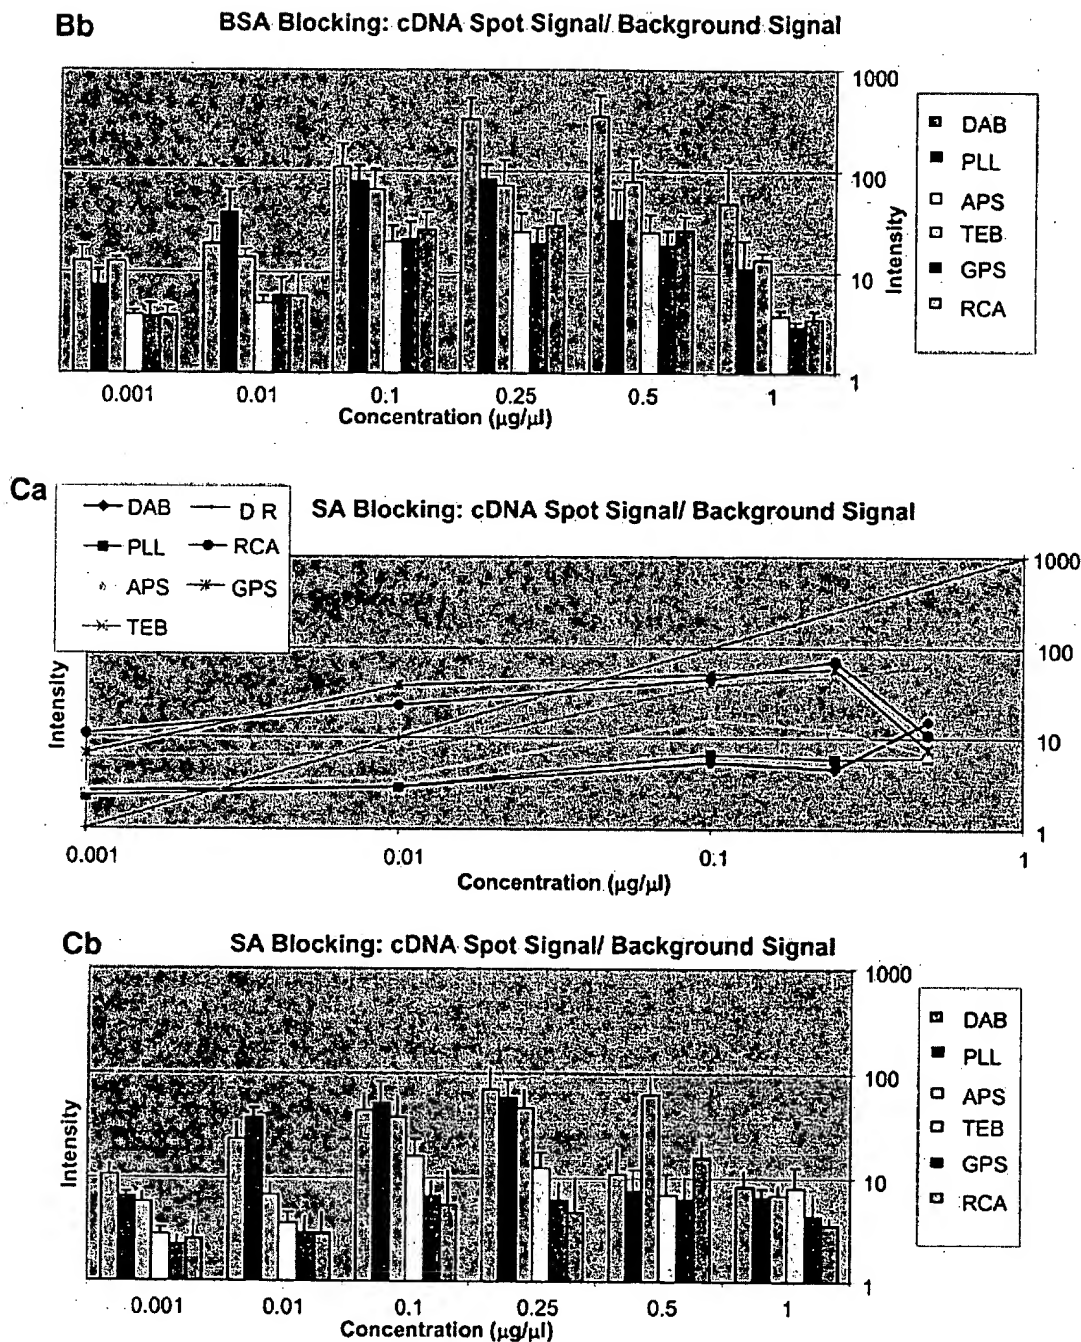 Bb BSA Blocking: cDNA Spot Signal/ Background Signal
1000
100
10
1
Intensity
0.001 0.01 0.1 0.25 0.5 1
Concentration (µg/µl)
DAB
PLL
APS
TEB
GPS
RCA
Ca SA Blocking: cDNA Spot Signal/ Background Signal
DAB D R
PLL RCA
APS GPS
TEB
Intensity
1000
100
10
1
0.001 0.01 0.1 1
Concentration (µg/µl)
Cb SA Blocking: cDNA Spot Signal/ Background Signal
Intensity
1000
100
10
1
0.001 0.01 0.1 0.25 0.5 1
Concentration (µg/µl)
DAB
PLL
APS
TEB
GPS
RCA